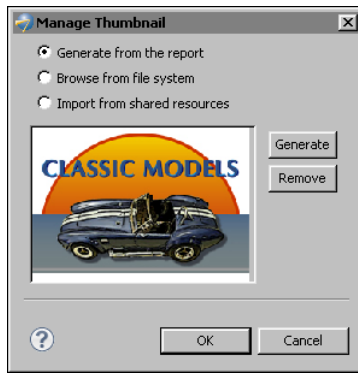 Manage Thumbnail
Generate from the report
Browse from file system
Import from shared resources
CLASSIC MODELS
Generate
Remove
?
OK
Cancel